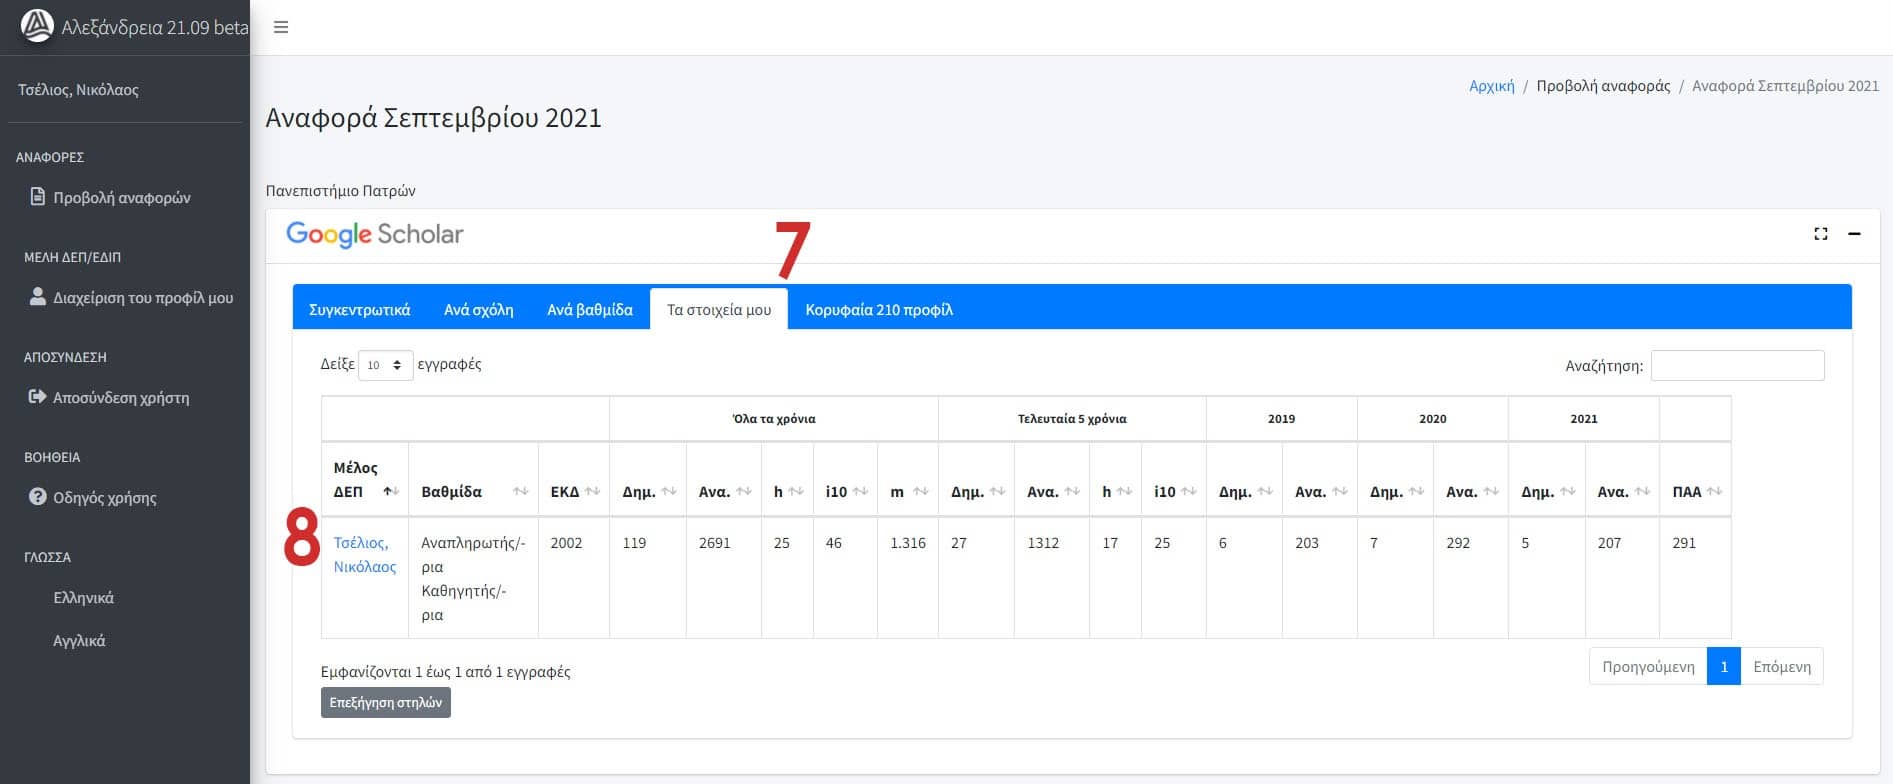 Αλεξάνδρεια 21.09 beta
Τσέλιος, Νικόλαος
ΑΝΑΦΟΡΕΣ
Προβολή αναφορών
ΜΕΛΗ ΔΕΠ/ΕΔΙΠ
Διαχείριση του προφίλ μου
ΑΠΟΣΥΝΔΕΣΗ
Αποσύνδεση χρήστη
ΒΟΗΘΕΙΑ
Οδηγός χρήσης
ΓΛΩΣΣΑ
Ελληνικά
Αγγλικά
Αρχική / Προβολή αναφοράς / Αναφορά Σεπτεμβρίου 2021
Αναφορά Σεπτεμβρίου 2021
Πανεπιστήμιο Πατρών
Google Scholar
7
Συγκεντρωτικά Ανά σχόλη Ανά βαθμίδα Τα στοιχεία μου Κορυφαία 210 προφίλ
Δείξε 10 εγγραφές Αναζήτηση:
Όλα τα χρόνια Τελευταία 5 χρόνια 2019 2020 2021
Μέλος
ΔΕΠ Βαθμίδα ΕΚΔ Δημ. Ανα. h i10 m Δημ. Ανα. h i10 Δημ. Ανα. Δημ. Ανα. Δημ. Ανα. ΠΑΑ
8
Τσέλιος, Αναπληρωτής/- 2002 119 2691 25 46 1.316 27 1312 17 25 6 203 7 292 5 207 291
Νικόλαος ρια
Καθηγητής/-
ρια
Εμφανίζονται 1 έως 1 από 1 εγγραφές
Προηγούμενη 1 Επόμενη
Επεξήγηση στηλών